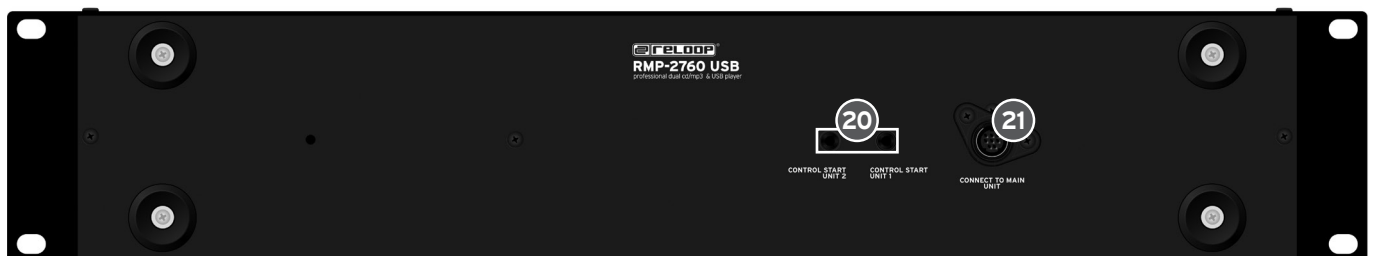 reloop
RMP-2760 USB
professional dual cd/mp3 & USB player
20
21
CONTROL START
UNIT 2
CONTROL START
UNIT 1
CONNECT TO MAIN
UNIT